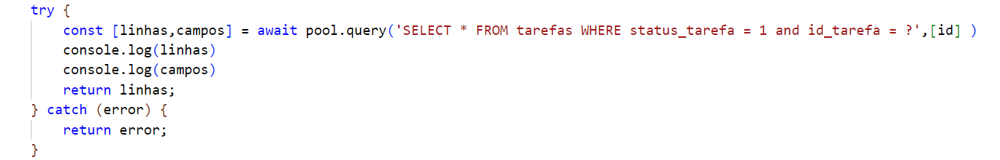 try {
    const [linhas,campos] = await pool.query('SELECT * FROM tarefas WHERE status_tarefa = 1 and id_tarefa = ?',[id] )
    console.log(linhas)
    console.log(campos)
    return linhas;
} catch (error) {
    return error;
}